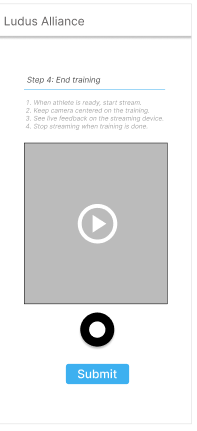 Ludus Alliance
Step 4: End training
1. When athlete is ready, start stream.
2. Keep camera centered on the training.
3. See live feedback on the streaming device.
4. Stop streaming when training is done.
Submit